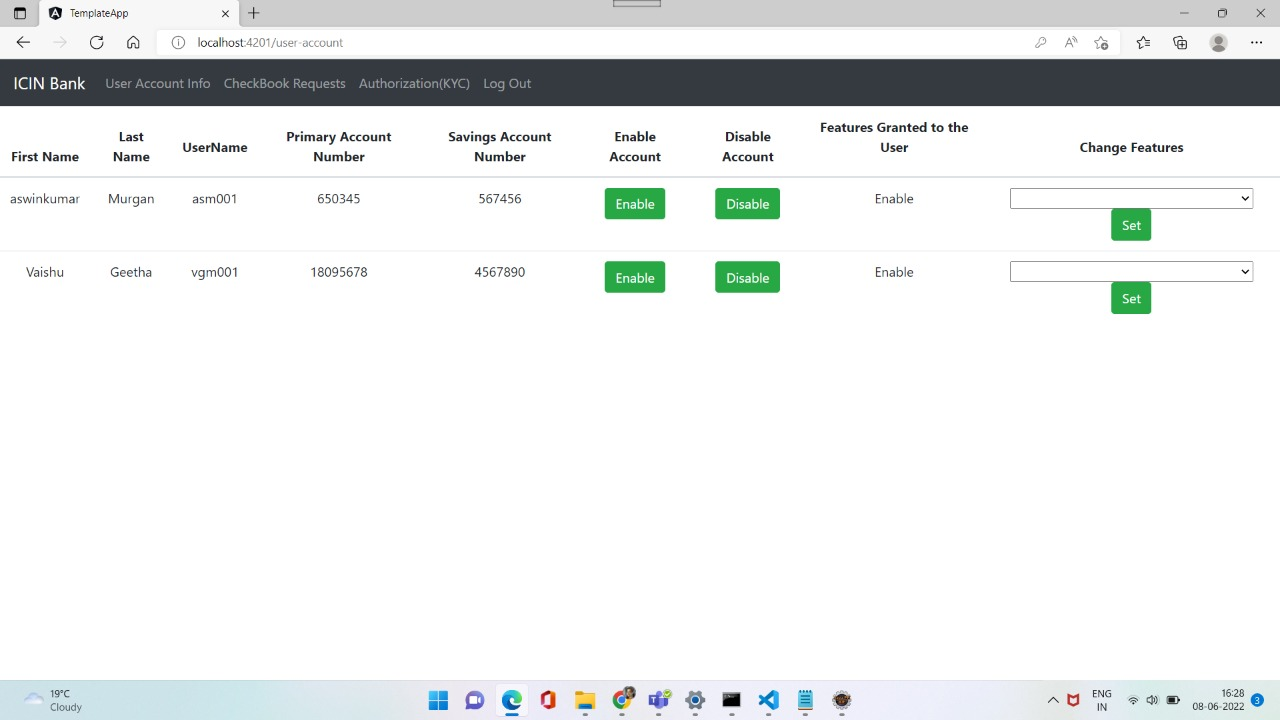 TemplateApp
localhost:4201/user-account
ICIN Bank User Account Info CheckBook Requests Authorization(KYC) Log Out
First Name Last Name UserName Primary Account Number Savings Account Number Enable Account Disable Account Features Granted to the User Change Features
aswinkumar Murgan asm001 650345 567456 Enable Disable Enable
Set
Vaishu Geetha vgm001 18095678 4567890 Enable Disable Enable
Set
19°C
Cloudy
ENG
IN
16:28
08-06-2022
3